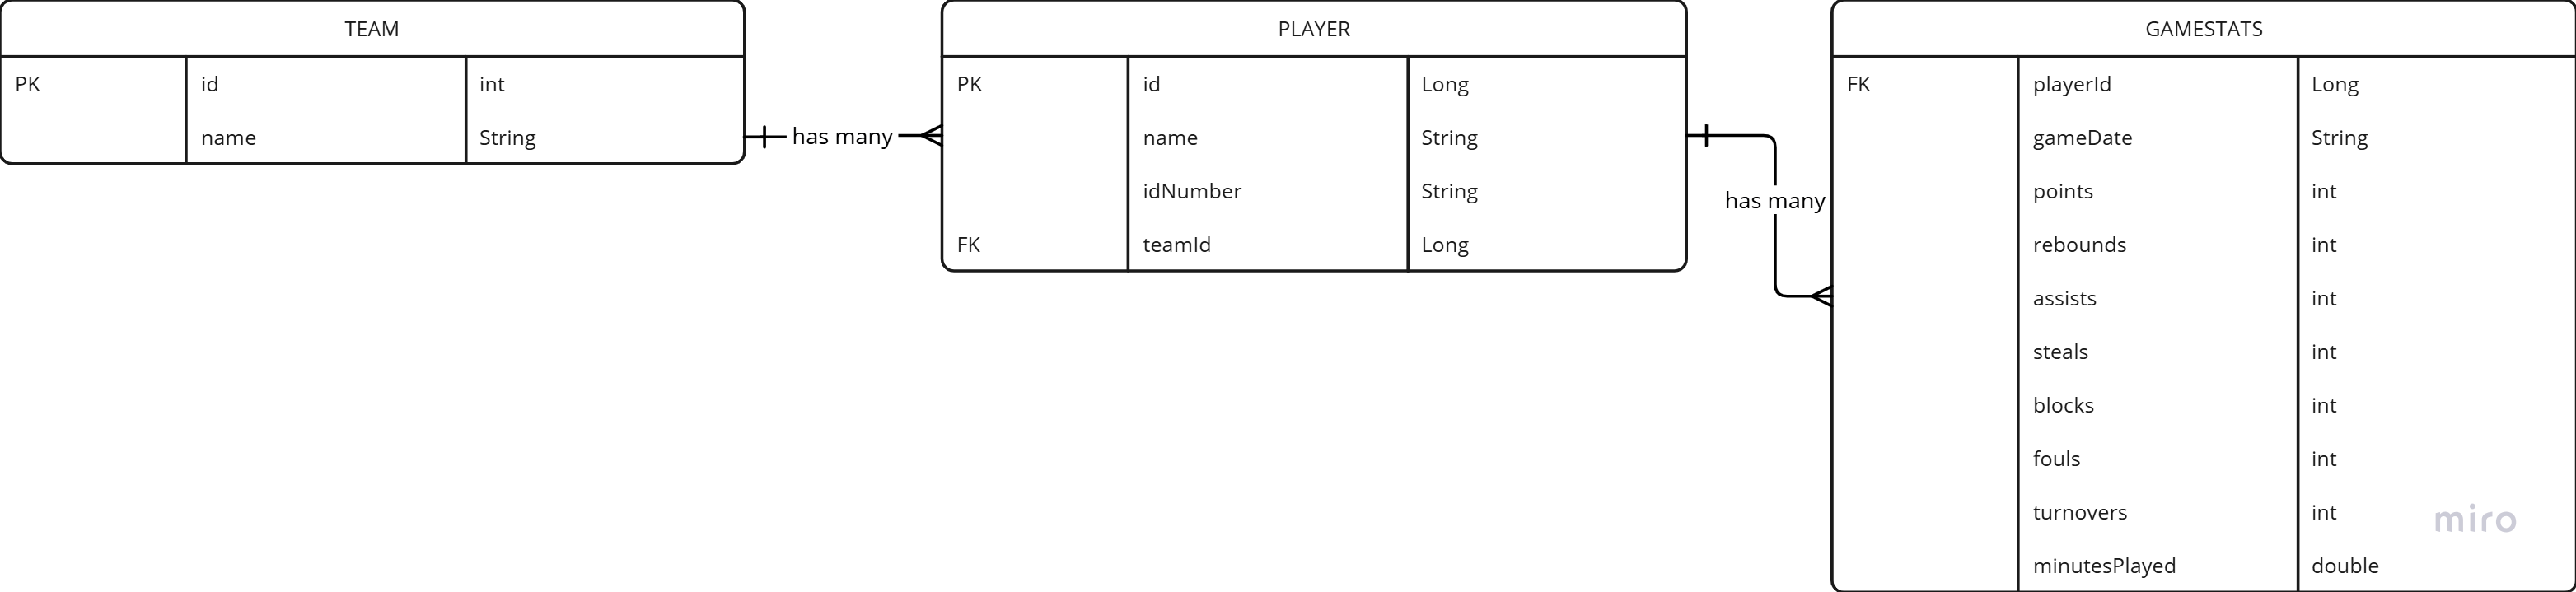 TEAM
PK id int
name String
has many
PLAYER
PK id Long
name String
idNumber String
FK teamId Long
has many
GAMESTATS
FK playerId Long
gameDate String
points int
rebounds int
assists int
steals int
blocks int
fouls int
turnovers int
minutesPlayed double
miro